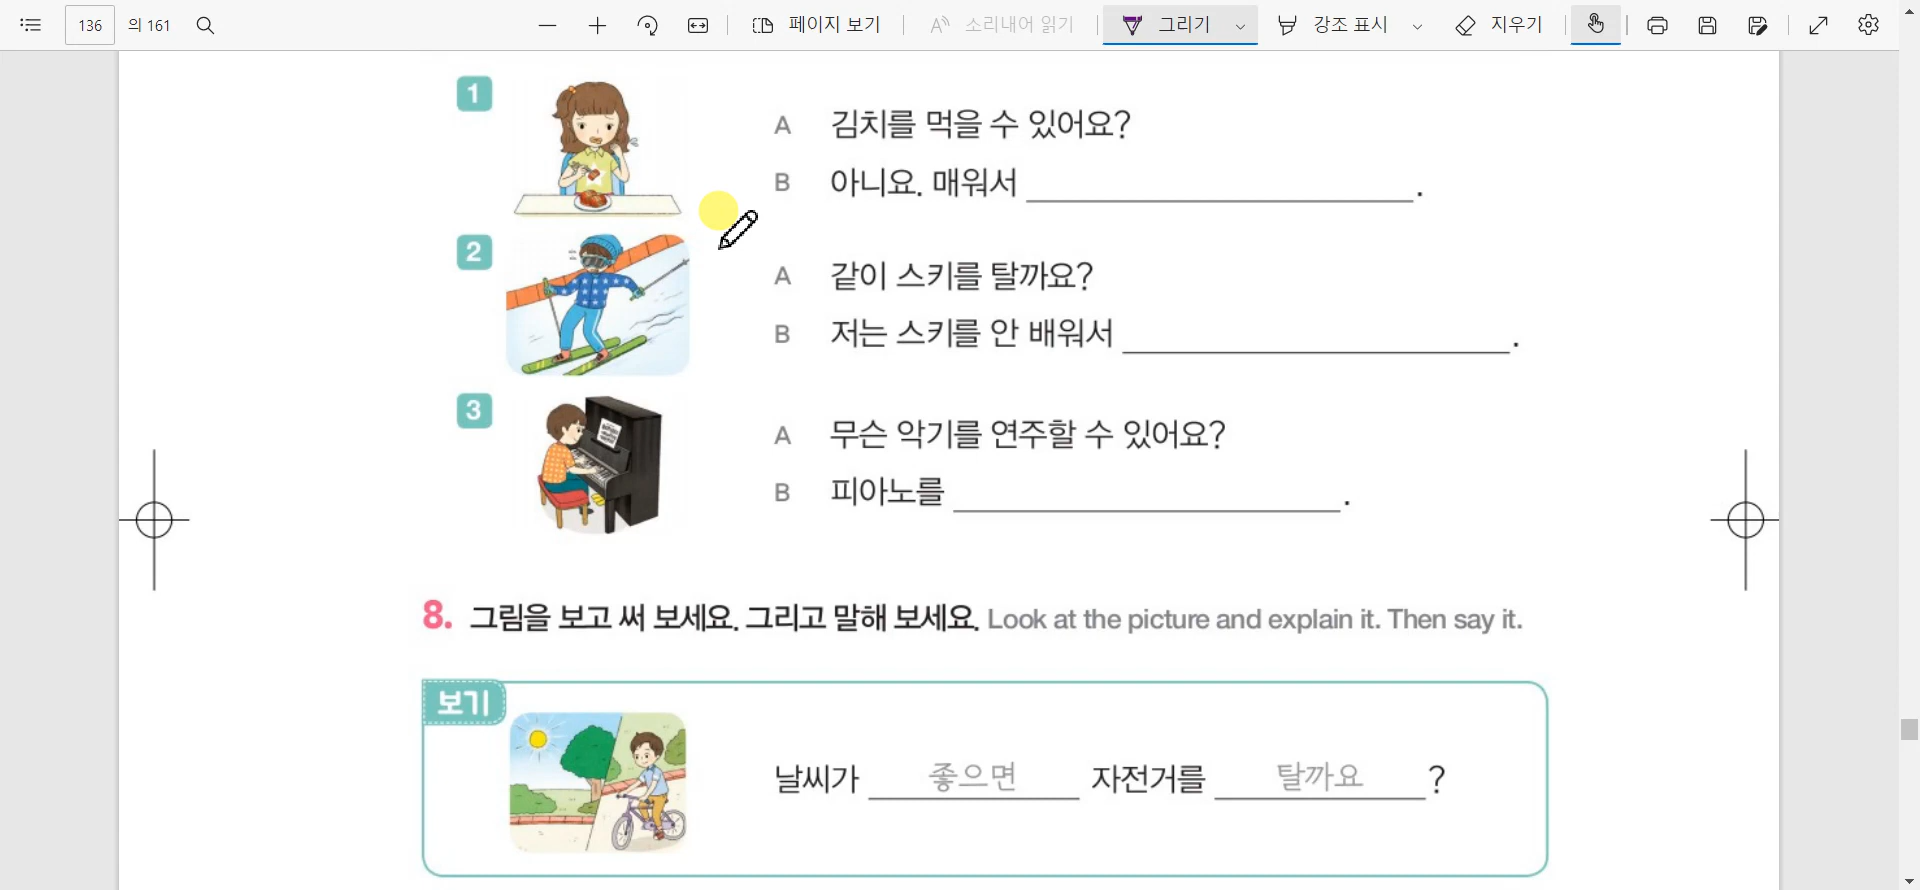 136 의 161 페이지 보기 소리내어 읽기 그리기 강조 표시 지우기
1
A 김치를 먹을 수 있어요?
B 아니요. 매워서 .
2
A 같이 스키를 탈까요?
B 저는 스키를 안 배워서 .
3
A 무슨 악기를 연주할 수 있어요?
B 피아노를 .
8. 그림을 보고 써 보세요. 그리고 말해 보세요. Look at the picture and explain it. Then say it.
보기
날씨가 좋으면 자전거를 탈까요 ?